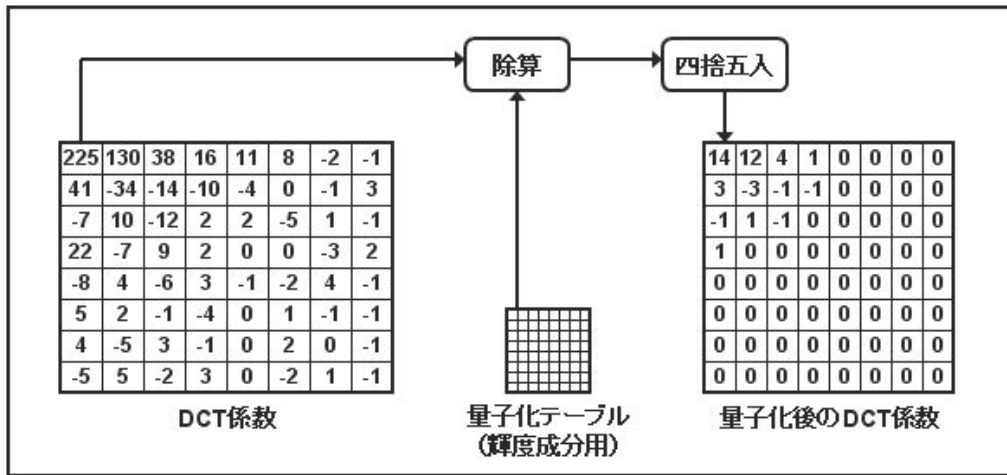 除算
四捨五入
225 130 38 16 11 8 -2 -1
41 -34 -14 -10 -4 0 -1 3
-7 10 -12 2 2 -5 1 -1
22 -7 9 2 0 0 -3 2
-8 4 -6 3 -1 -2 4 -1
5 2 -1 -4 0 1 -1 -1
4 -5 3 -1 0 2 0 -1
-5 5 -2 3 0 -2 1 -1
DCT係数
量子化テーブル
(輝度成分用)
14 12 4 1 0 0 0 0
3 -3 -1 -1 0 0 0 0
-1 1 -1 0 0 0 0 0
1 0 0 0 0 0 0 0
0 0 0 0 0 0 0 0
0 0 0 0 0 0 0 0
0 0 0 0 0 0 0 0
0 0 0 0 0 0 0 0
量子化後のDCT係数